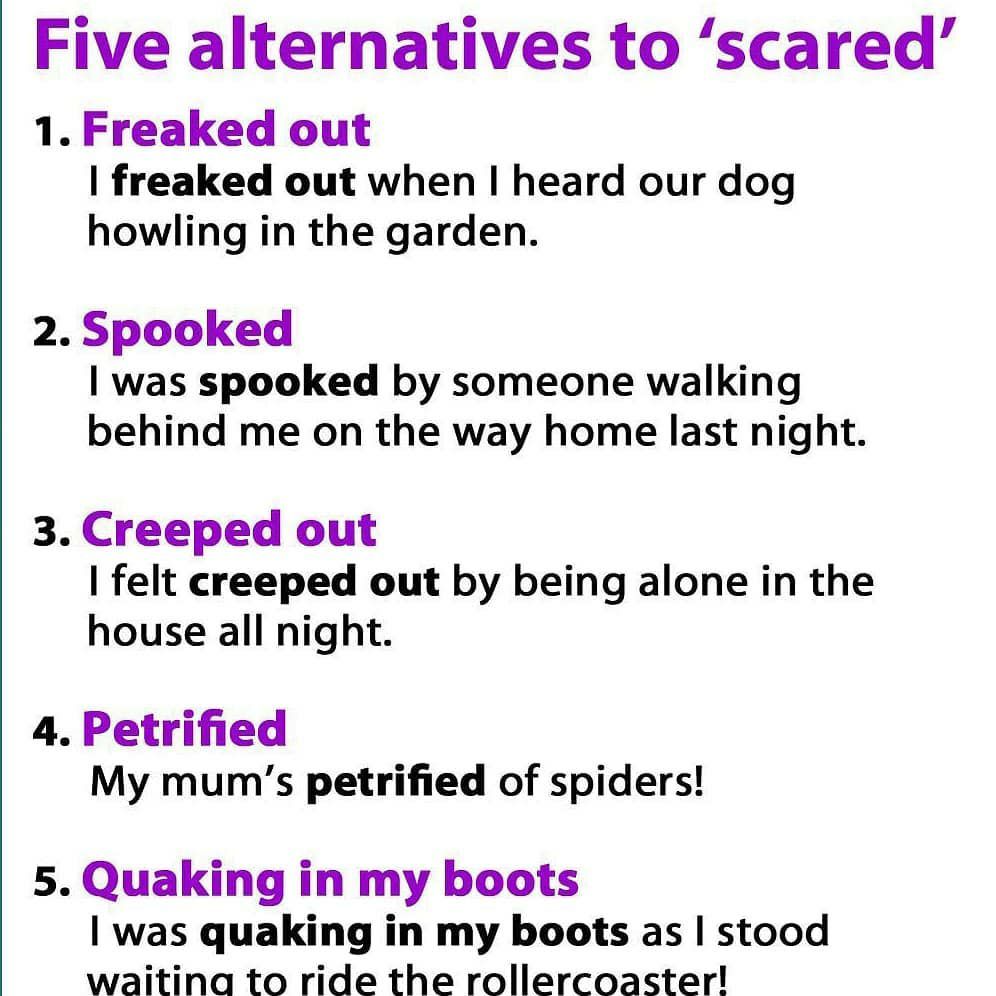 Five alternatives to ‘scared’
1. Freaked out
I freaked out when I heard our dog
howling in the garden.
2. Spooked
I was spooked by someone walking
behind me on the way home last night.
3. Creeped out
I felt creeped out by being alone in the
house all night.
4. Petrified
My mum’s petrified of spiders!
5. Quaking in my boots
I was quaking in my boots as I stood
waiting to ride the rollercoaster!